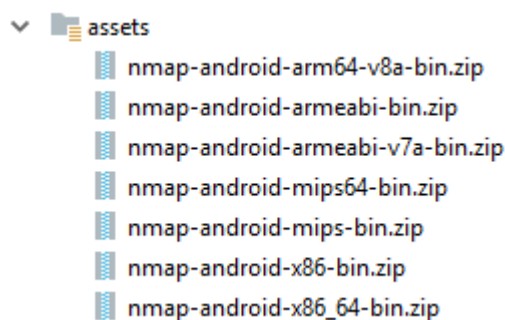 assets
nmap-android-arm64-v8a-bin.zip
nmap-android-armeabi-bin.zip
nmap-android-armeabi-v7a-bin.zip
nmap-android-mips64-bin.zip
nmap-android-mips-bin.zip
nmap-android-x86-bin.zip
nmap-android-x86_64-bin.zip